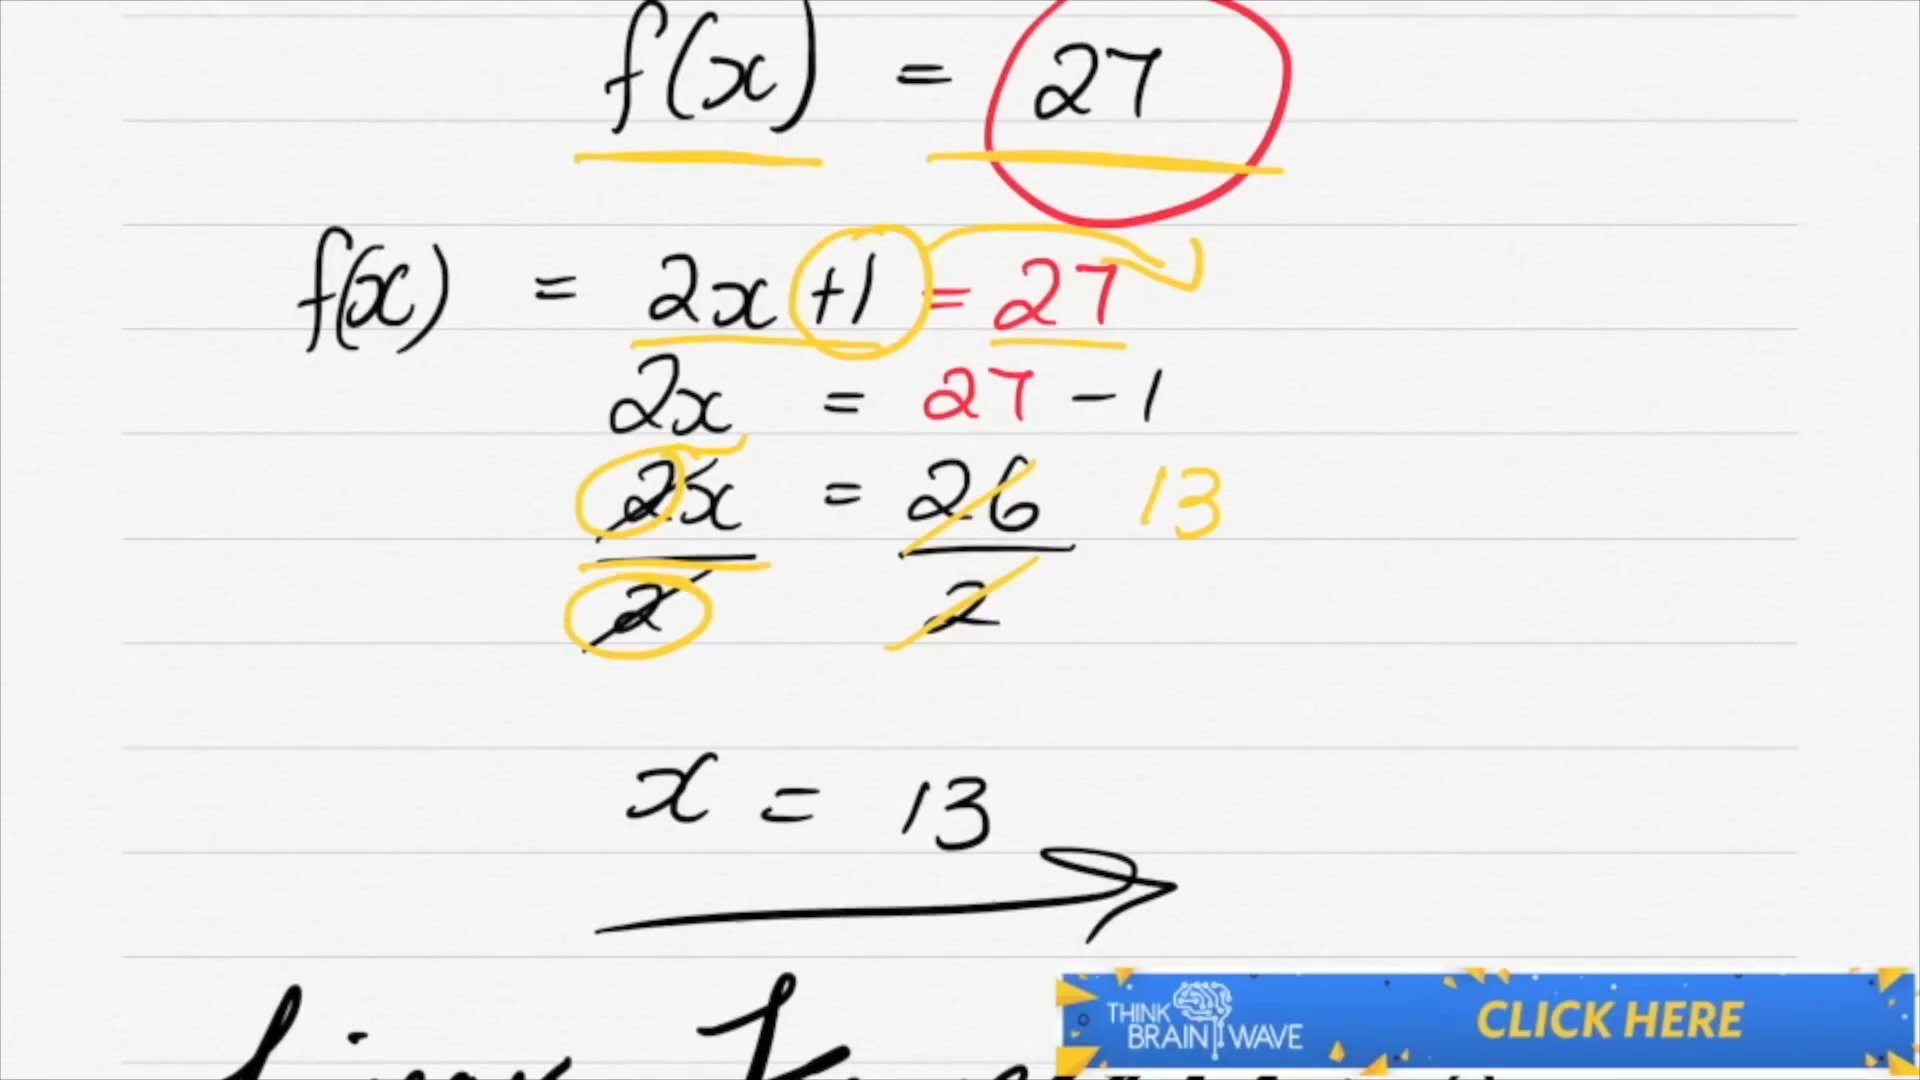 f(x) = 27
f(x) = 2x + 1 = 27
2x = 27 - 1
2x = 26 13
2 2
x = 13
THINK
BRAIN WAVE
CLICK HERE